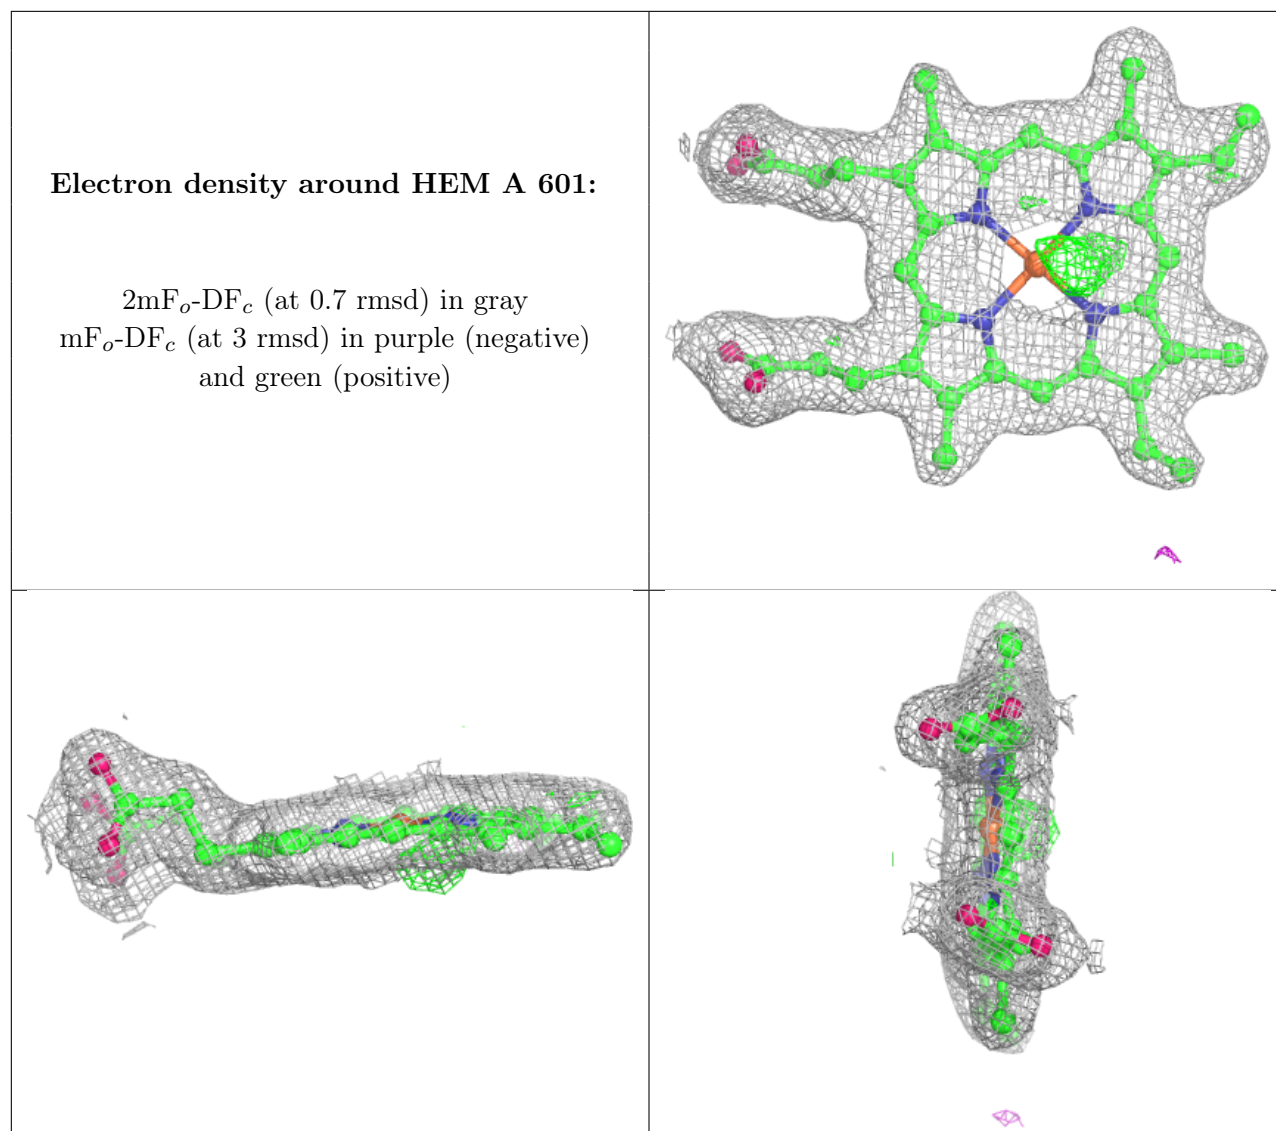 Electron density around HEM A 601:
2mFₒ-DF𝒸 (at 0.7 rmsd) in gray
mFₒ-DF𝒸 (at 3 rmsd) in purple (negative)
and green (positive)